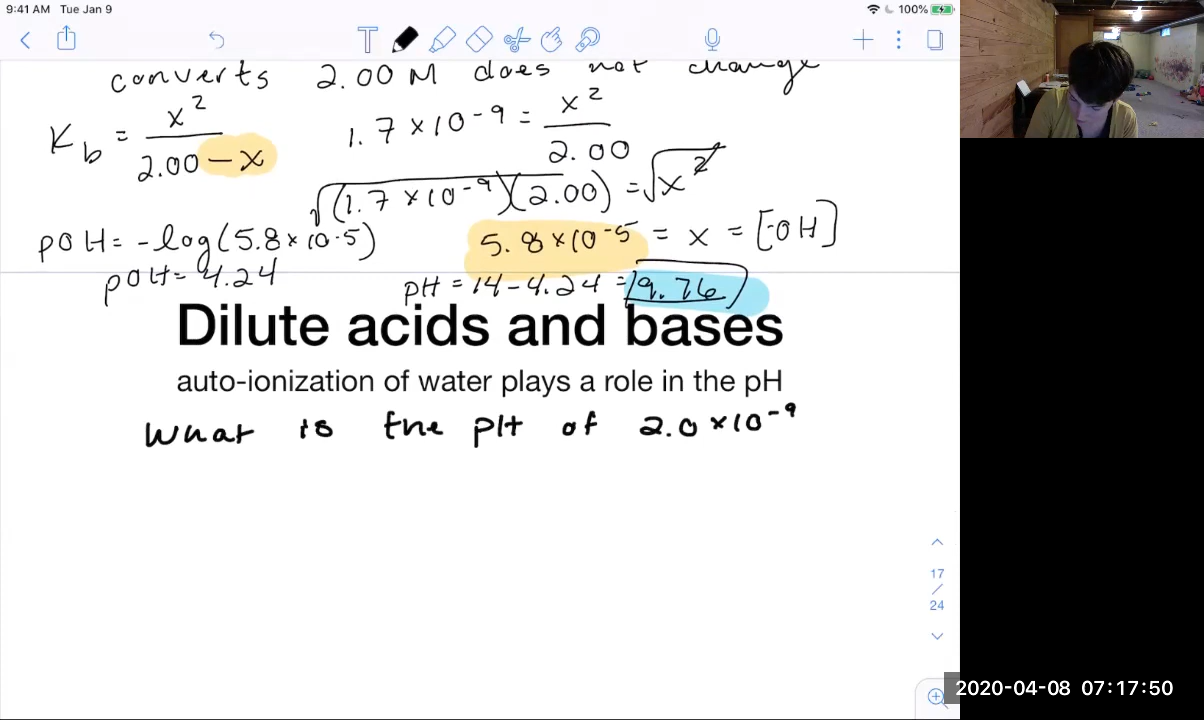 9:41 AM Tue Jan 9
100%
converts 2.00 M does not change
Kb = x² / 2.00 - x
1.7 × 10⁻⁹ = x² / 2.00
√(1.7 × 10⁻⁹)(2.00) = √x²
pOH = -log(5.8 × 10⁻⁵)
5.8 × 10⁻⁵ = x = [-OH]
pOH = 4.24
pH = 14 - 4.24 = 9.76
Dilute acids and bases
auto-ionization of water plays a role in the pH
What is the pH of 2.0 × 10⁻⁹
17
/
24
2020-04-08 07:17:50